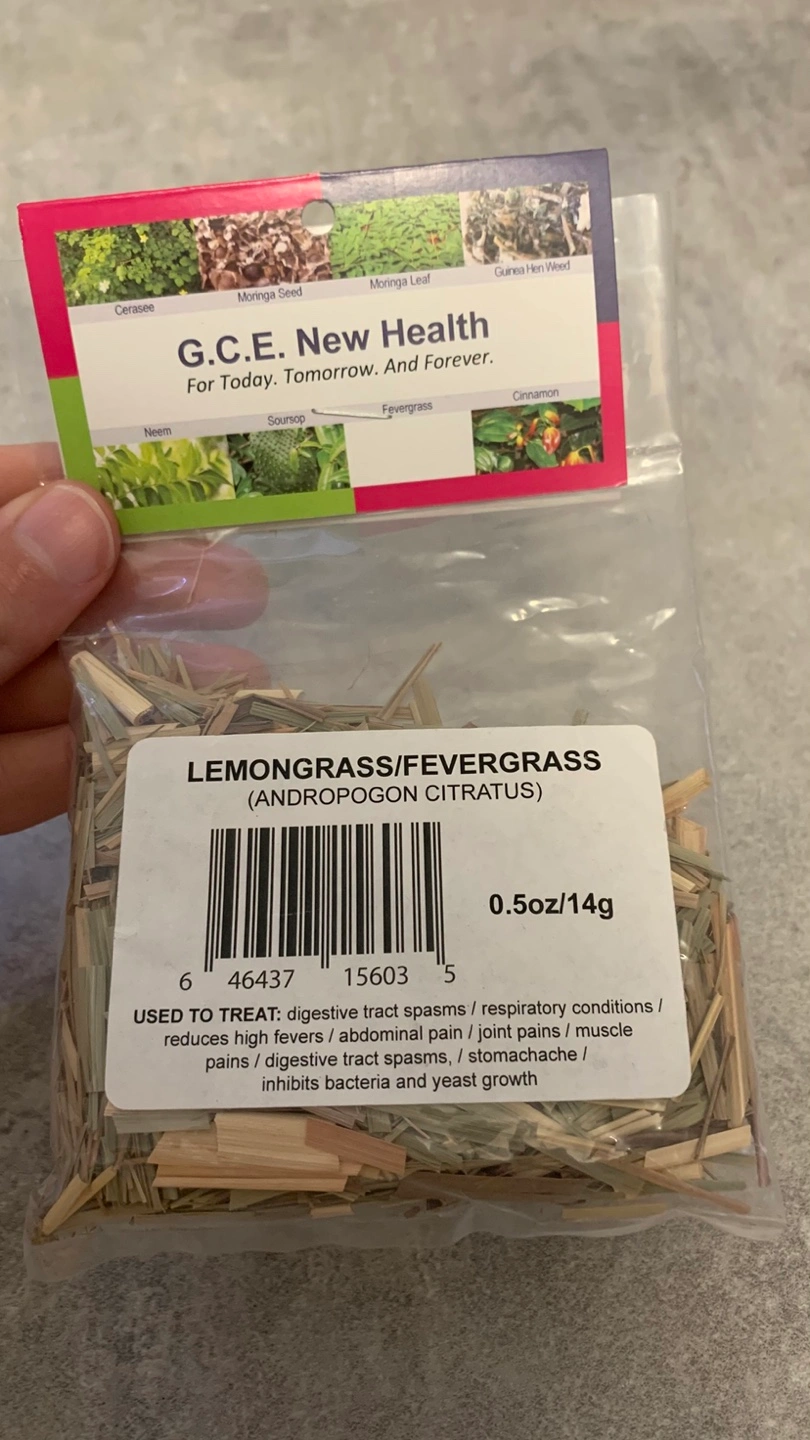 Cerasee
Moringa Seed
Moringa Leaf
Guinea Hen Weed
G.C.E. New Health
For Today. Tomorrow. And Forever.
Neem
Soursop
Fevergrass
Cinnamon
LEMONGRASS/FEVERGRASS
(ANDROPOGON CITRATUS)
0.5oz/14g
6 46437 15603 5
USED TO TREAT: digestive tract spasms / respiratory conditions /
reduces high fevers / abdominal pain / joint pains / muscle
pains / digestive tract spasms, / stomachache /
inhibits bacteria and yeast growth